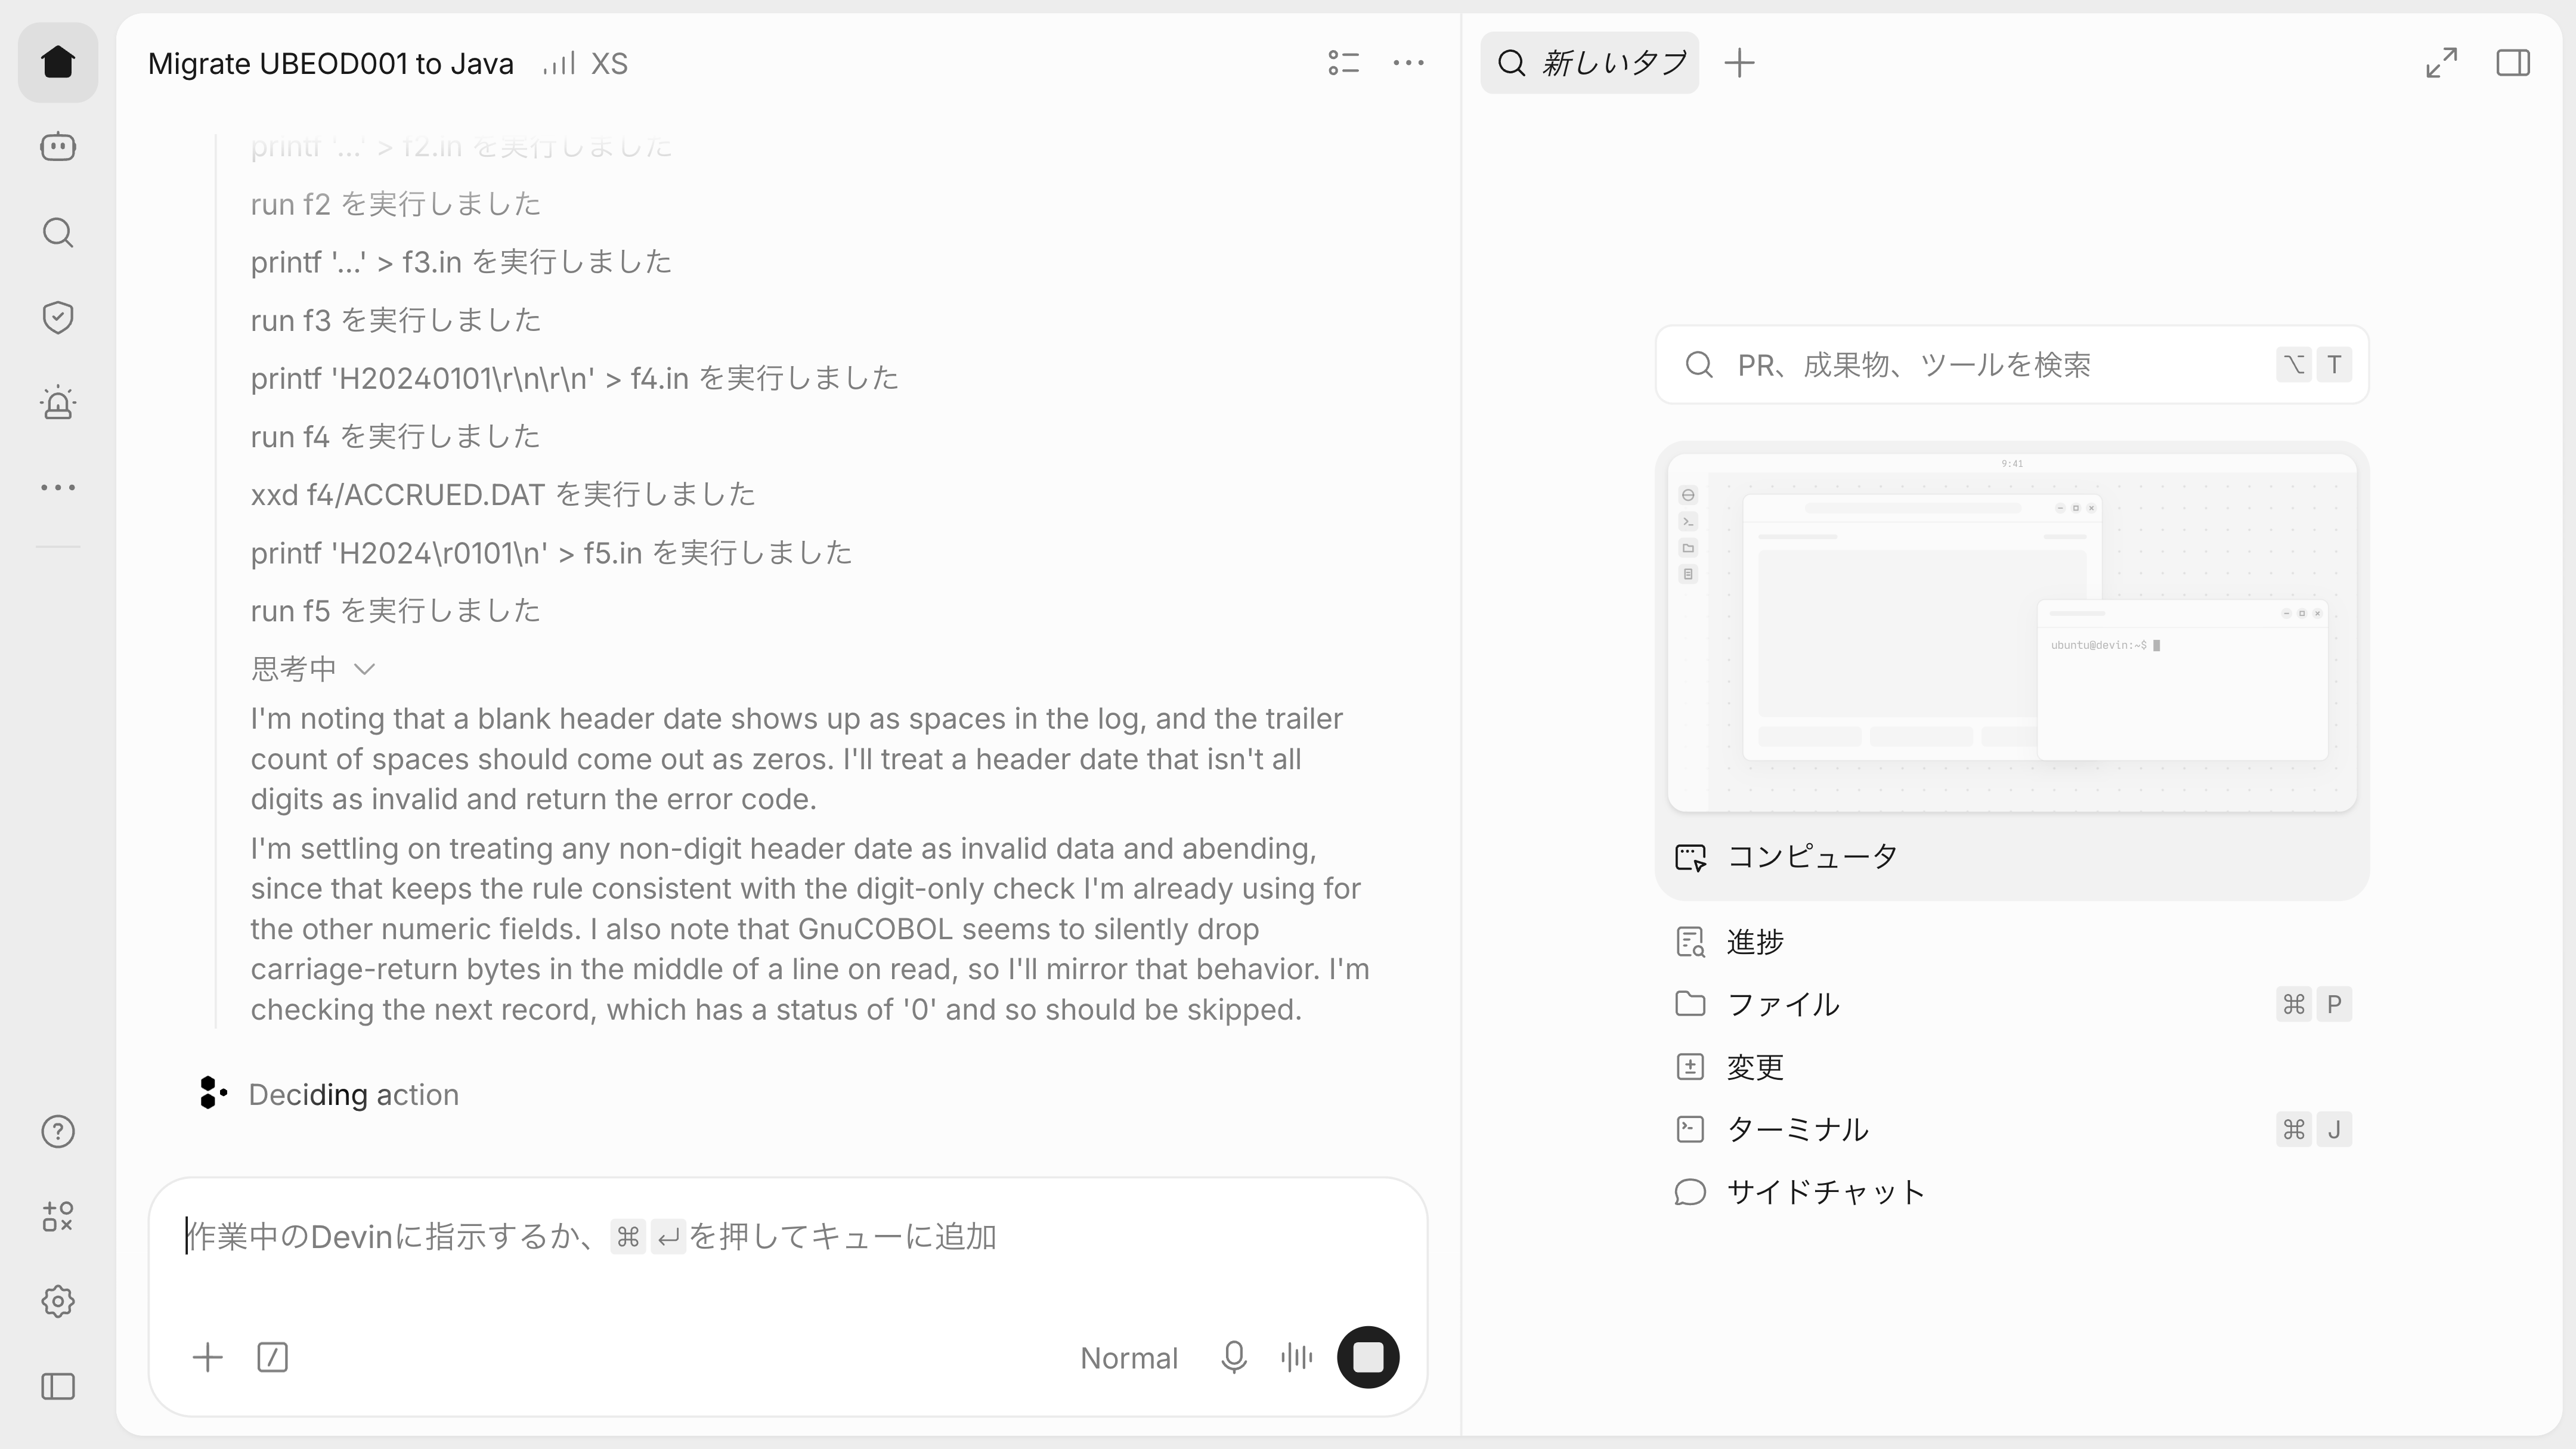 Migrate UBEOD001 to Java
XS
printf '...' > f2.in を実行しました
run f2 を実行しました
printf '...' > f3.in を実行しました
run f3 を実行しました
printf 'H20240101\r\n\r\n' > f4.in を実行しました
run f4 を実行しました
xxd f4/ACCRUED.DAT を実行しました
printf 'H2024\r0101\n' > f5.in を実行しました
run f5 を実行しました
思考中
I'm noting that a blank header date shows up as spaces in the log, and the trailer
count of spaces should come out as zeros. I'll treat a header date that isn't all
digits as invalid and return the error code.
I'm settling on treating any non-digit header date as invalid data and abending,
since that keeps the rule consistent with the digit-only check I'm already using for
the other numeric fields. I also note that GnuCOBOL seems to silently drop
carriage-return bytes in the middle of a line on read, so I'll mirror that behavior. I'm
checking the next record, which has a status of '0' and so should be skipped.
Deciding action
作業中のDevinに指示するか、⌘↵を押してキューに追加
Normal
新しいタブ
PR、成果物、ツールを検索
⌥ T
9:41
ubuntu@devin:~$
コンピュータ
進捗
ファイル
⌘ P
変更
ターミナル
⌘ J
サイドチャット